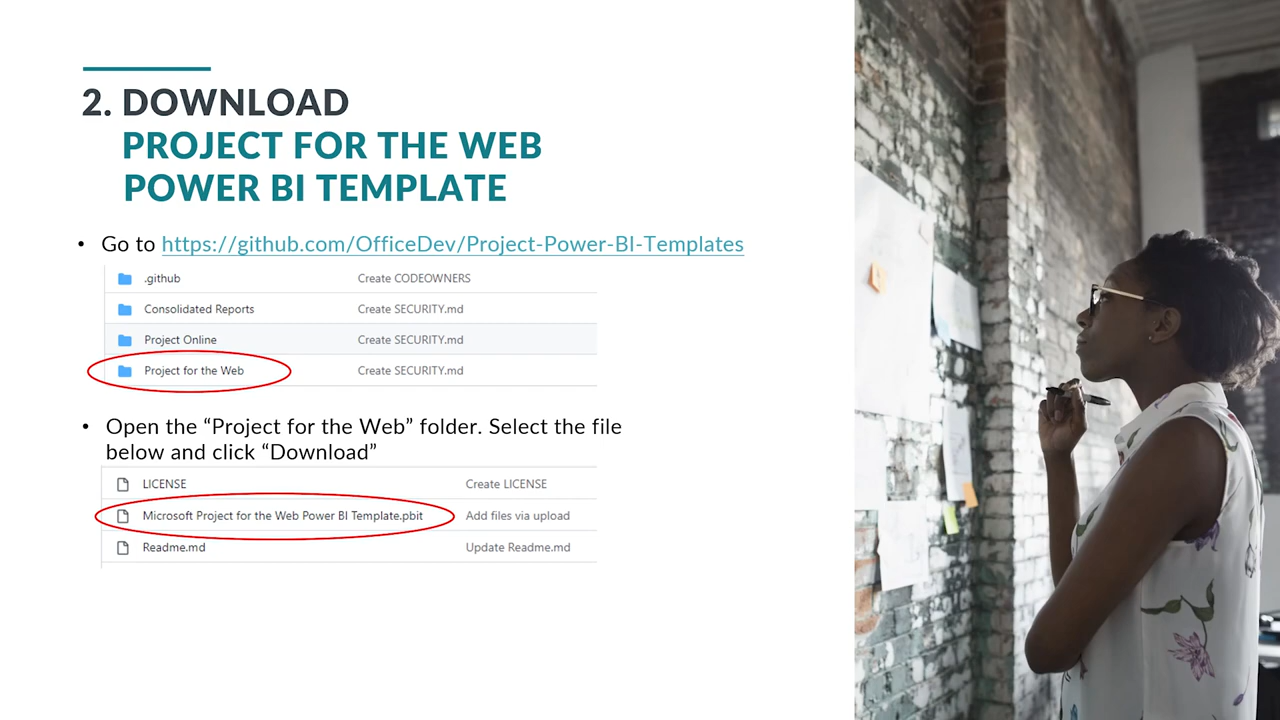 2. DOWNLOAD
PROJECT FOR THE WEB
POWER BI TEMPLATE
• Go to https://github.com/OfficeDev/Project-Power-BI-Templates
.github Create CODEOWNERS
Consolidated Reports Create SECURITY.md
Project Online Create SECURITY.md
Project for the Web Create SECURITY.md
• Open the “Project for the Web” folder. Select the file
below and click “Download”
LICENSE Create LICENSE
Microsoft Project for the Web Power BI Template.pbit Add files via upload
Readme.md Update Readme.md